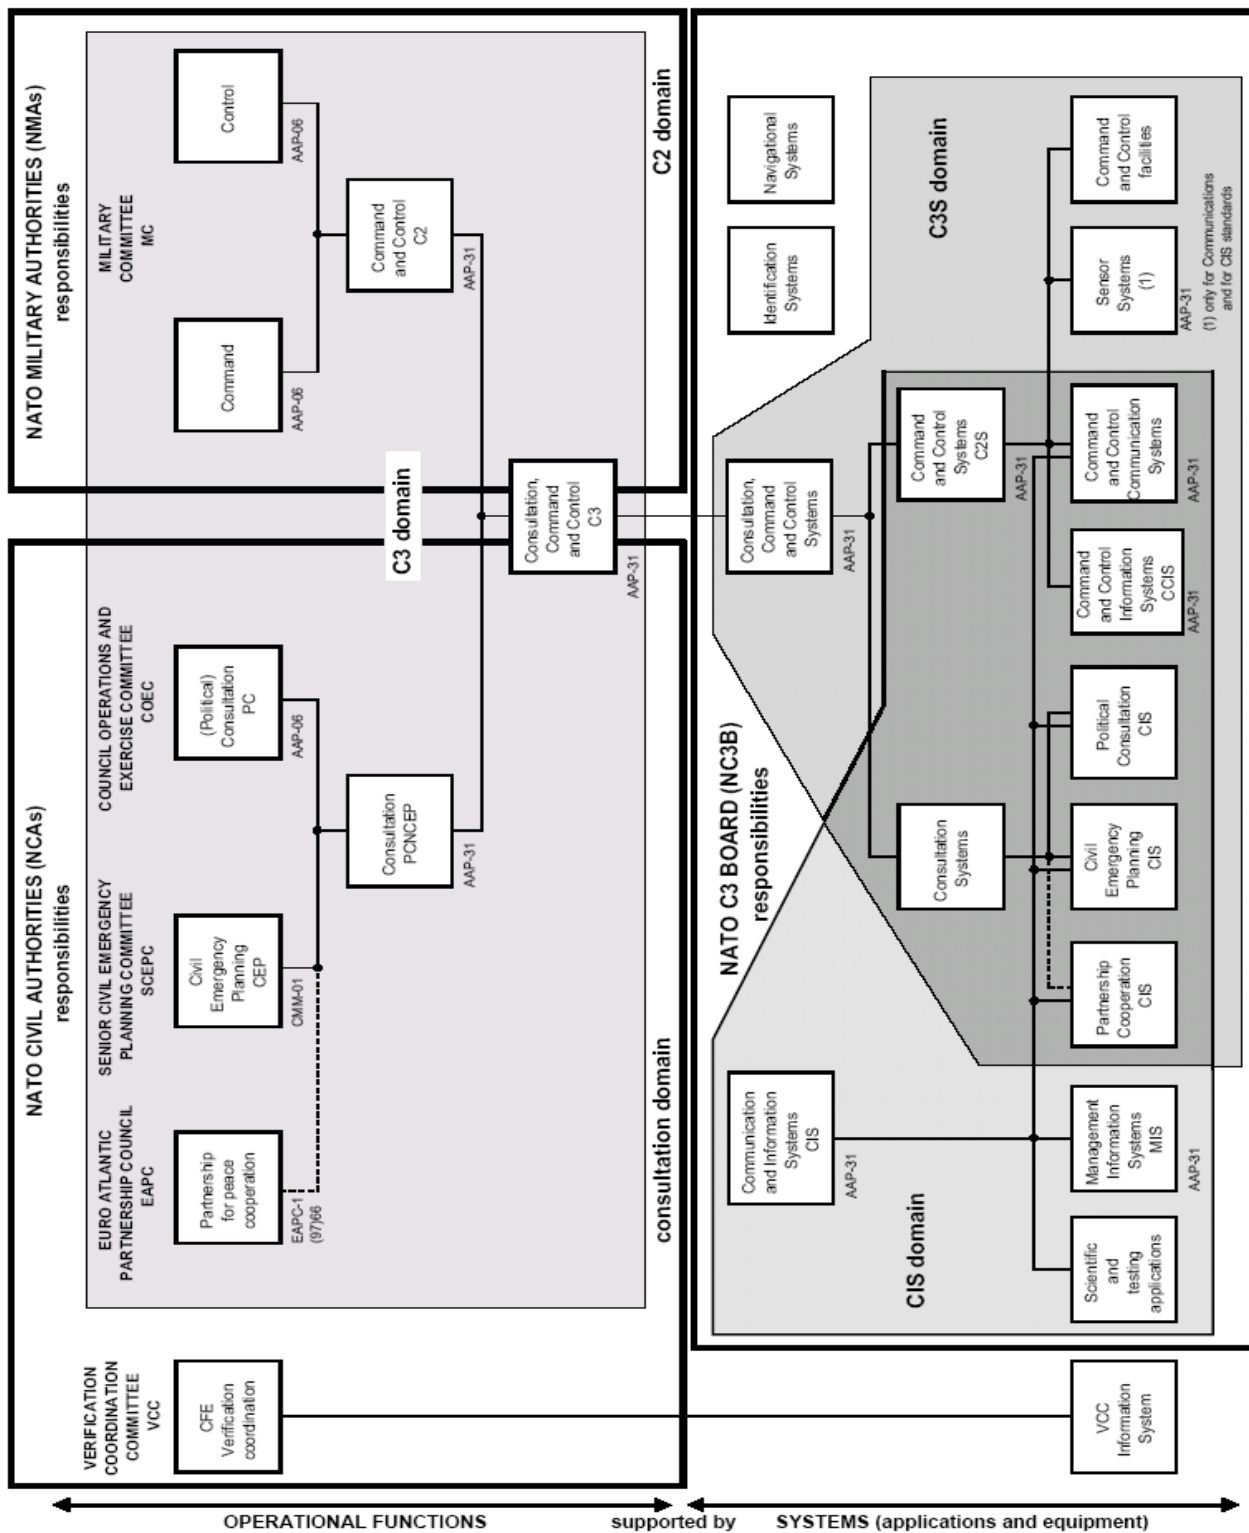 NATO CIVIL AUTHORITIES (NCAs)
responsibilities
VERIFICATION
COORDINATION
COMMITTEE
VCC
EURO ATLANTIC
PARTNERSHIP COUNCIL
EAPC
SENIOR CIVIL EMERGENCY
PLANNING COMMITTEE
SCEPC
COUNCIL OPERATIONS AND
EXERCISE COMMITTEE
COEC
CFE
Verification
coordination
Partnership
for peace
cooperation
EAPC-1
(97)66
Civil
Emergency
Planning
CEP
CMM-01
(Political)
Consultation
PC
AAP-06
Consultation
PCNCEP
AAP-31
consultation domain
NATO MILITARY AUTHORITIES (NMAs)
responsibilities
MILITARY
COMMITTEE
MC
Command
AAP-06
Control
AAP-06
Command
and Control
C2
AAP-31
C3 domain
Consultation,
Command
and Control
C3
AAP-31
C2 domain
NATO C3 BOARD (NC3B)
responsibilities
Communication
and Information
Systems
CIS
AAP-31
Consultation,
Command
and Control
Systems
AAP-31
Identification
Systems
Navigational
Systems
CIS domain
C3S domain
Consultation
Systems
Command
and Control
Systems
C2S
AAP-31
VCC
Information
System
Scientific
and
testing
applications
Management
Information
Systems
MIS
AAP-31
Partnership
Cooperation
CIS
Civil
Emergency
Planning
CIS
Political
Consultation
CIS
Command
and Control
Information
Systems
CCIS
AAP-31
Command
and Control
Communication
Systems
AAP-31
Sensor
Systems
(1)
AAP-31
(1) only for Communications
and for CIS standards
Command
and Control
facilities
OPERATIONAL FUNCTIONS
supported by
SYSTEMS (applications and equipment)